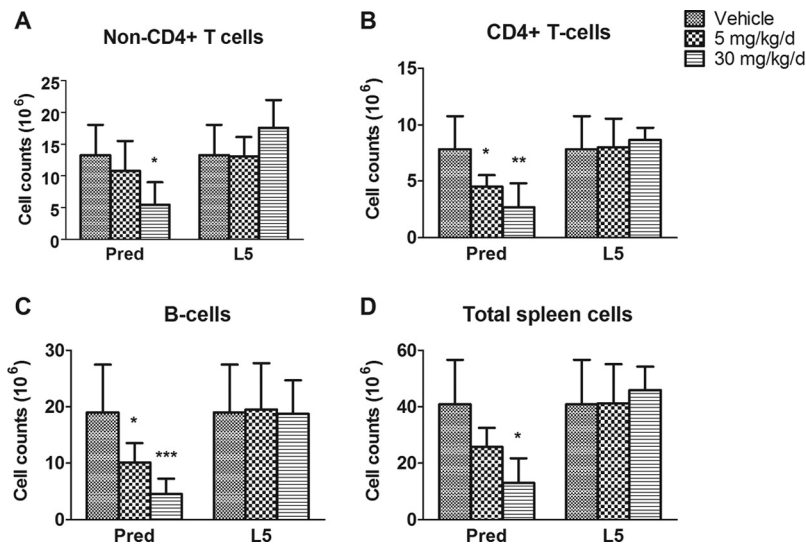 A
Non-CD4+ T cells
Cell counts (10⁶)
25
20
15
10
5
10
Pred
L5
*
B
CD4+ T-cells
Cell counts (10⁶)
15
10
5
0
Pred
L5
*
**
Vehicle
5 mg/kg/d
30 mg/kg/d
C
B-cells
Cell counts (10⁶)
30
20
10
0
Pred
L5
*
***
D
Total spleen cells
Cell counts (10⁶)
60
40
20
0
Pred
L5
*